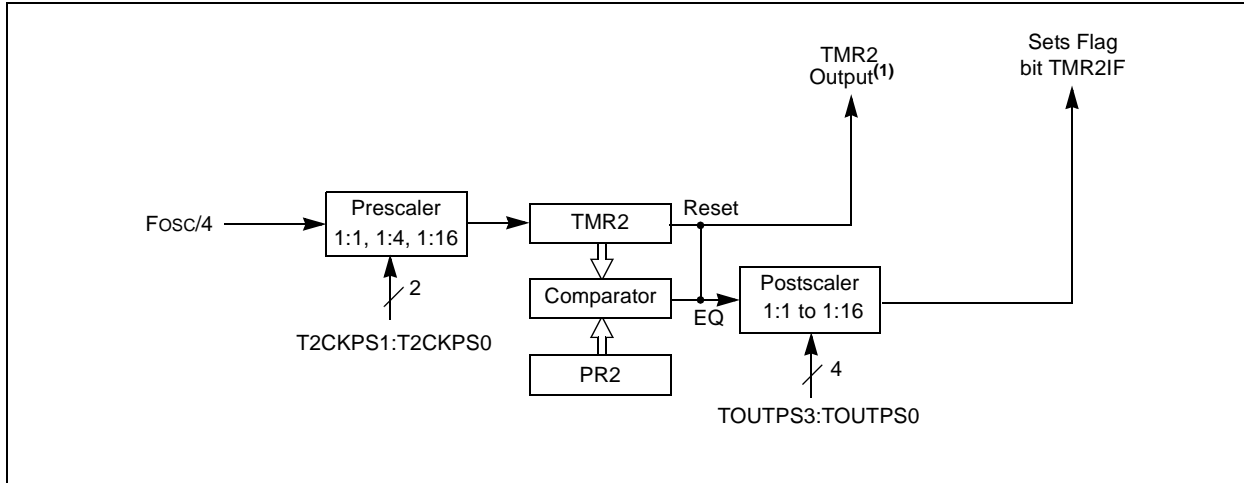 Sets Flag
bit TMR2IF
TMR2
Output(1)
Fosc/4
Prescaler
1:1, 1:4, 1:16
2
T2CKPS1:T2CKPS0
TMR2
Reset
Comparator
EQ
PR2
Postscaler
1:1 to 1:16
4
TOUTPS3:TOUTPS0